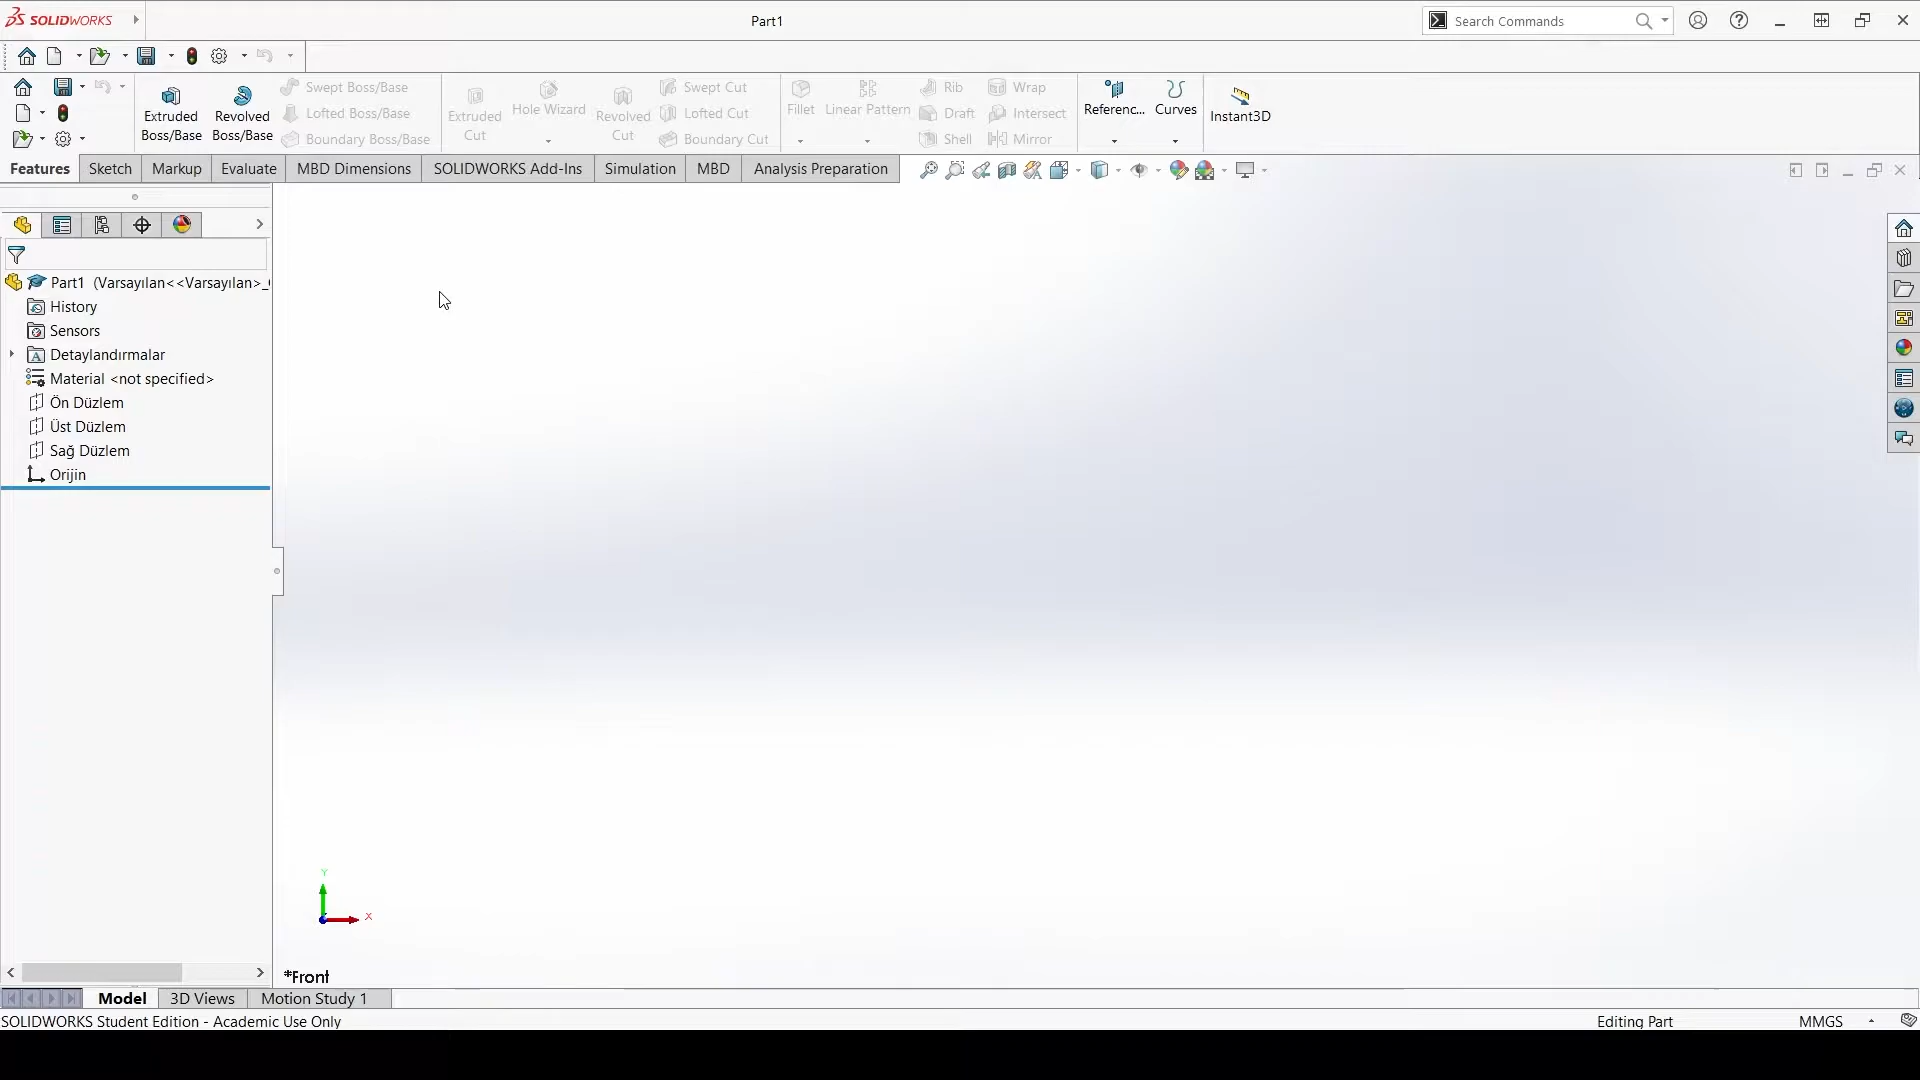 SOLIDWORKS
Part1
Search Commands
Extruded Boss/Base
Revolved Boss/Base
Swept Boss/Base
Lofted Boss/Base
Boundary Boss/Base
Extruded Cut
Hole Wizard
Revolved Cut
Swept Cut
Lofted Cut
Boundary Cut
Fillet
Linear Pattern
Rib
Draft
Shell
Wrap
Intersect
Mirror
Referenc...
Curves
Instant3D
Features
Sketch
Markup
Evaluate
MBD Dimensions
SOLIDWORKS Add-Ins
Simulation
MBD
Analysis Preparation
Part1 (Varsayılan<<Varsayılan>_
History
Sensors
Detaylandırmalar
Material <not specified>
Ön Düzlem
Üst Düzlem
Sağ Düzlem
Orijin
Y
X
*Front
Model
3D Views
Motion Study 1
SOLIDWORKS Student Edition - Academic Use Only
Editing Part
MMGS